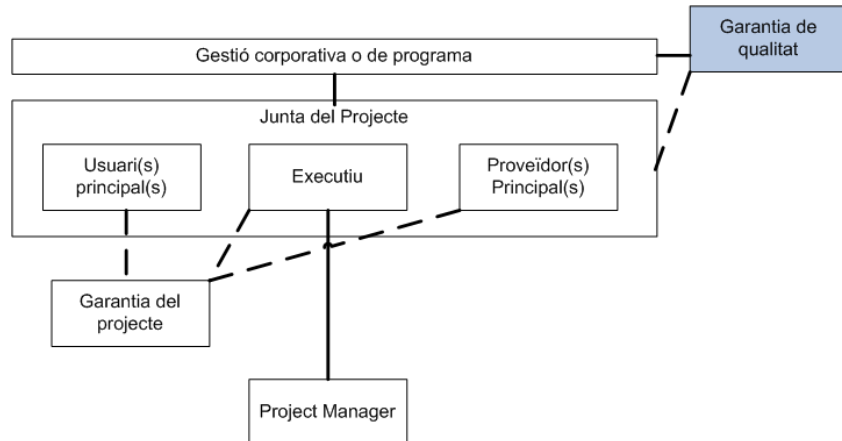 Garantia de
qualitat
Gestió corporativa o de programa
Junta del Projecte
Usuari(s)
principal(s)
Executiu
Proveïdor(s)
Principal(s)
Garantia del
projecte
Project Manager